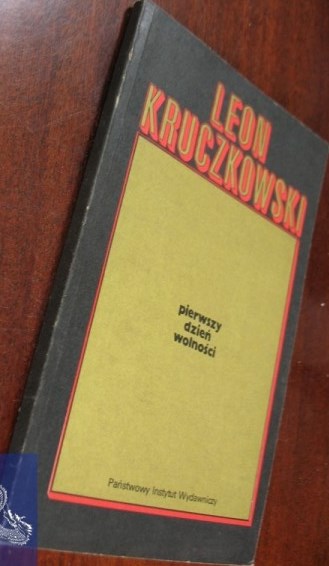 LEON
KRUCZKOWSKI
pierwszy
dzień
wolności
Państwowy Instytut Wydawniczy